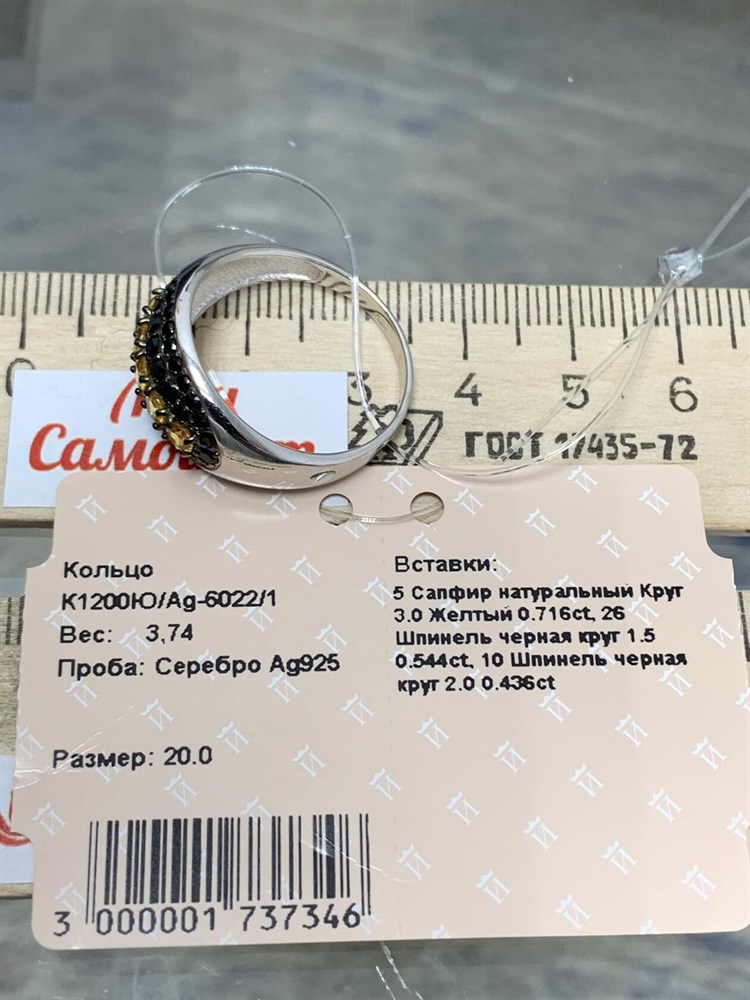 0 3 4 5 6
ГОСТ 17435-72
Кольцо
К1200Ю/Ag-6022/1
Вес: 3,74
Проба: Серебро Ag925
Размер: 20.0
Вставки:
5 Сапфир натуральный Круг
3.0 Желтый 0.716ct, 26
Шпинель черная круг 1.5
0.544ct, 10 Шпинель черная
круг 2.0 0.436ct
3 000001 737346